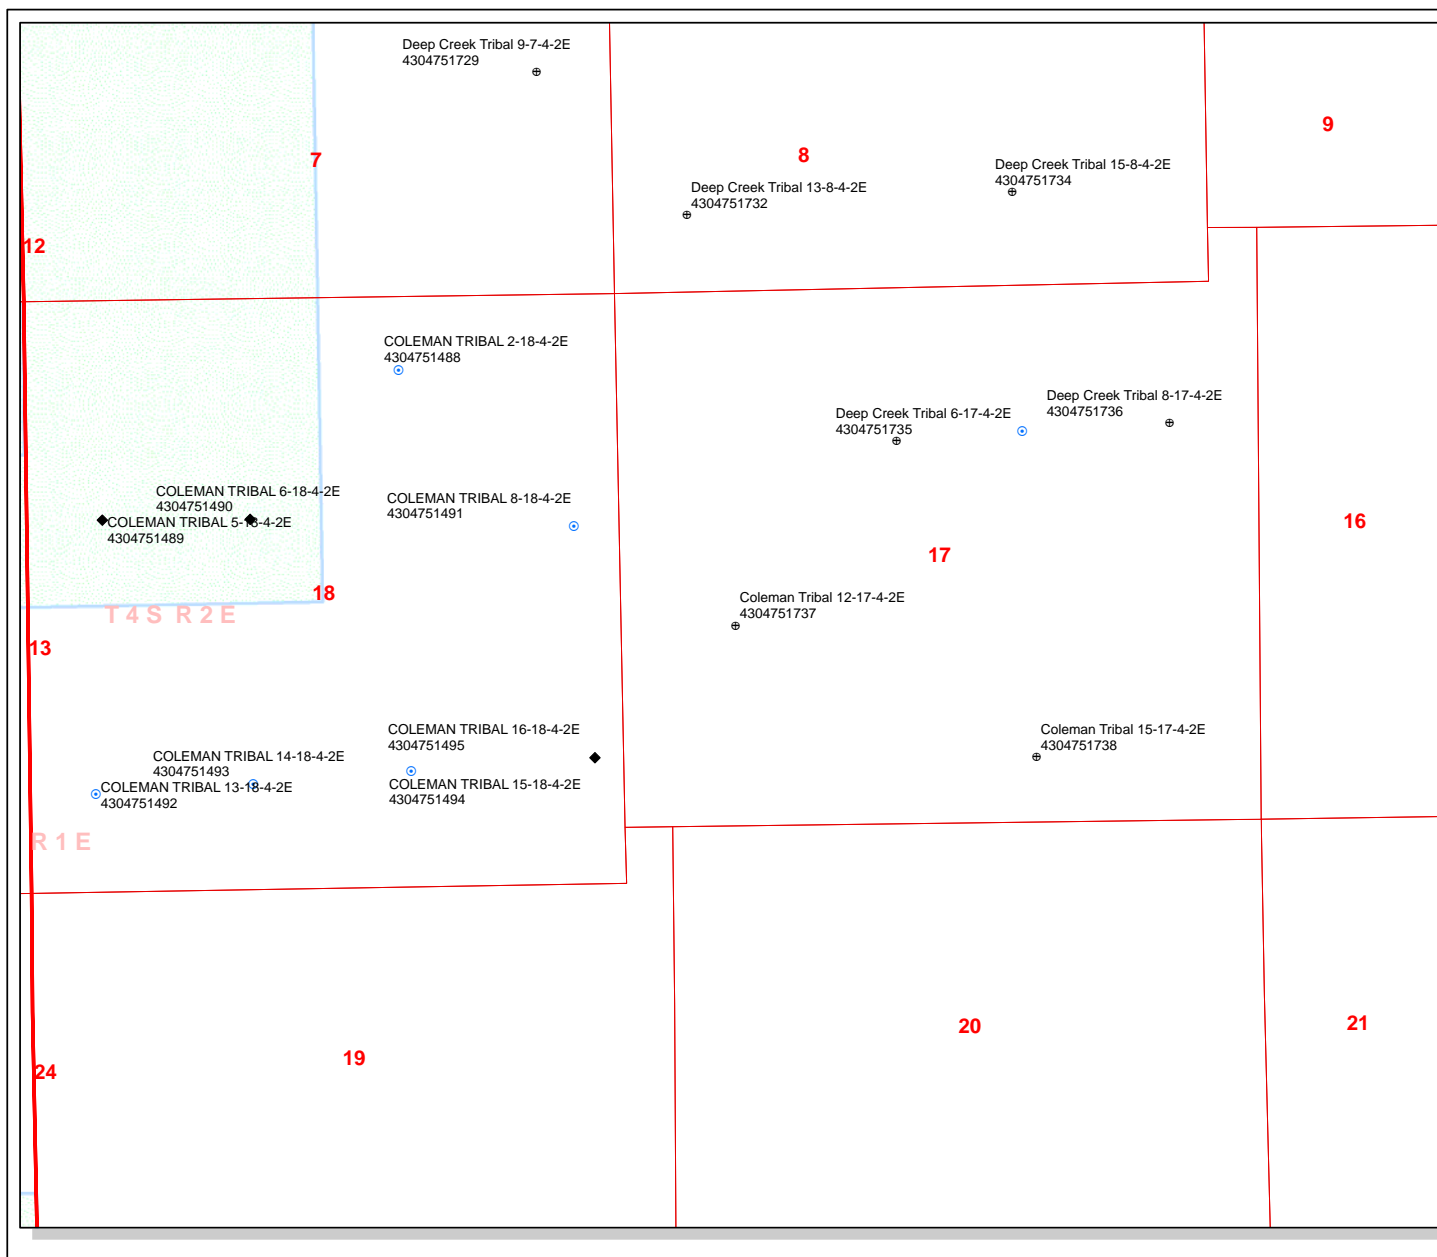 Deep Creek Tribal 9-7-4-2E
4304751729
9
7
8
Deep Creek Tribal 15-8-4-2E
4304751734
Deep Creek Tribal 13-8-4-2E
4304751732
12
COLEMAN TRIBAL 2-18-4-2E
4304751488
Deep Creek Tribal 8-17-4-2E
4304751736
Deep Creek Tribal 6-17-4-2E
4304751735
COLEMAN TRIBAL 6-18-4-2E
4304751490
COLEMAN TRIBAL 8-18-4-2E
4304751491
COLEMAN TRIBAL 5-18-4-2E
4304751489
16
17
18
Coleman Tribal 12-17-4-2E
4304751737
T 4 S R 2 E
13
COLEMAN TRIBAL 16-18-4-2E
4304751495
Coleman Tribal 15-17-4-2E
4304751738
COLEMAN TRIBAL 14-18-4-2E
4304751493
COLEMAN TRIBAL 13-18-4-2E
4304751492
COLEMAN TRIBAL 15-18-4-2E
4304751494
R 1 E
20
21
19
24